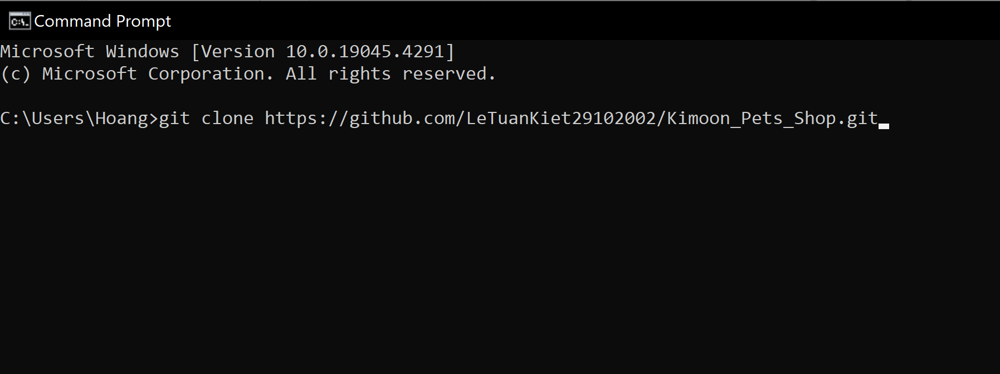 Command Prompt
Microsoft Windows [Version 10.0.19045.4291]
(c) Microsoft Corporation. All rights reserved.
C:\Users\Hoang>git clone https://github.com/LeTuanKiet29102002/Kimoon_Pets_Shop.git